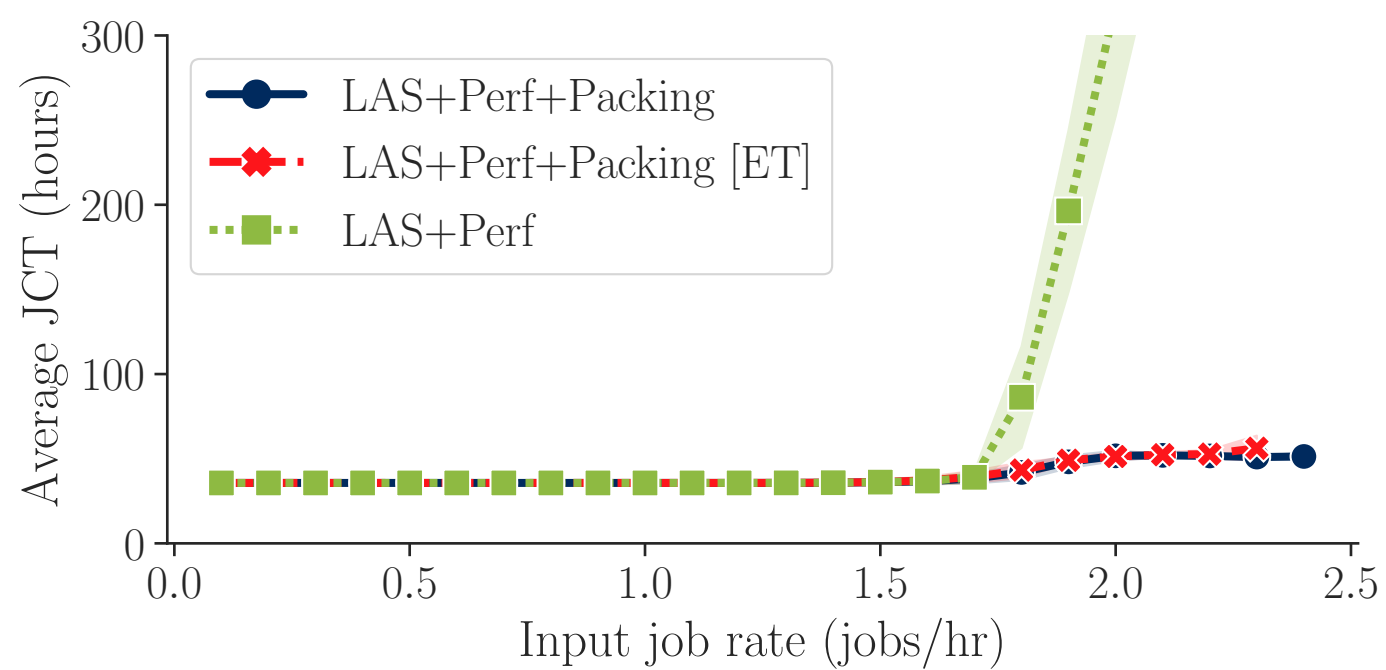 300
200
100
0
Average JCT (hours)
LAS+Perf+Packing
LAS+Perf+Packing [ET]
LAS+Perf
0.0 0.5 1.0 1.5 2.0 2.5
Input job rate (jobs/hr)